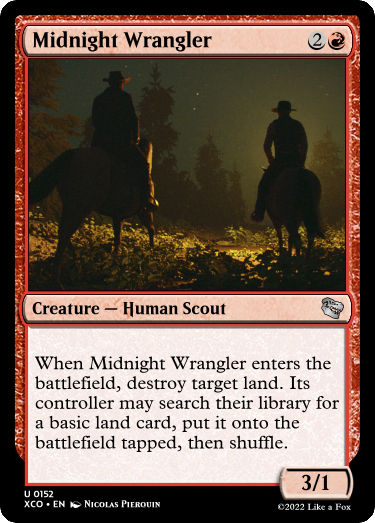 Midnight Wrangler 2
Creature — Human Scout
When Midnight Wrangler enters the
battlefield, destroy target land. Its
controller may search their library for
a basic land card, put it onto the
battlefield tapped, then shuffle.
3/1
U 0152
XCO • EN Nicolas Pierquin
©2022 Like a Fox